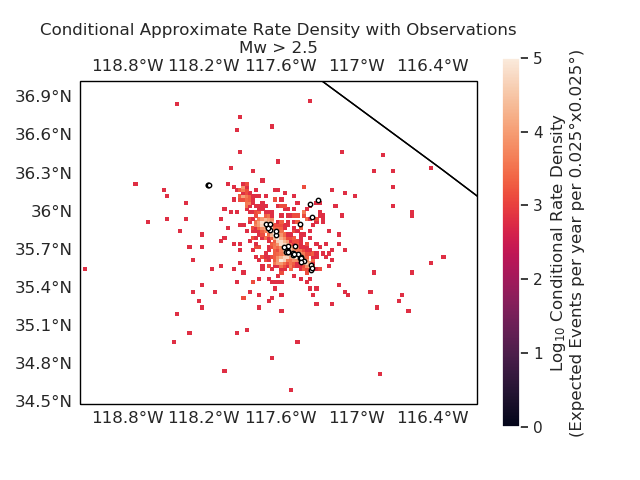 Conditional Approximate Rate Density with Observations
Mw > 2.5
118.8°W 118.2°W 117.6°W 117°W 116.4°W
36.9°N
36.6°N
36.3°N
36°N
35.7°N
35.4°N
35.1°N
34.8°N
34.5°N
118.8°W 118.2°W 117.6°W 117°W 116.4°W
5
4
3
2
1
0
Log₁₀ Conditional Rate Density
(Expected Events per year per 0.025°x0.025°)